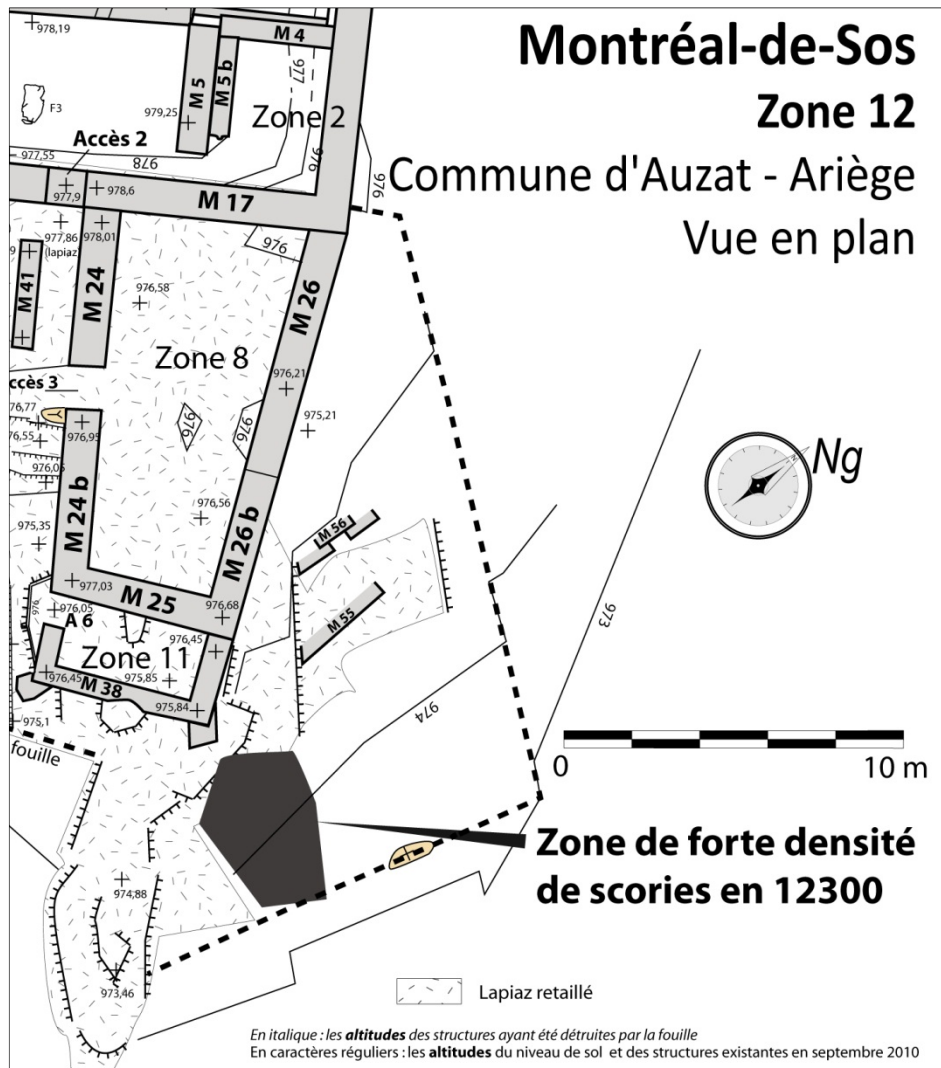 Montréal-de-Sos
Zone 12
Commune d'Auzat - Ariège
Vue en plan
978,19
M 4
977
M 5
M 5 b
F3
979,25
Zone 2
Accès 2
977,55
978
976
976
977,9
978,6
M 17
977,86
(lapiaz)
978,01
976
9
M 41
M 24
976,58
M 26
Zone 8
976,21
ccès 3
975,21
976,77
976,95
976
976
976,55
976,05
976,56
M 24 b
M 26 b
M 56
975,35
Ng
977,03
M 25
976,68
M 55
976
976,05
A 6
976,45
973
Zone 11
976,45
M 38
975,85
975,84
974
975,1
fouille
0
10 m
Zone de forte densité
de scories en 12300
974,88
973,46
Lapiaz retaillé
En italique : les altitudes des structures ayant été détruites par la fouille
En caractères réguliers : les altitudes du niveau de sol et des structures existantes en septembre 2010